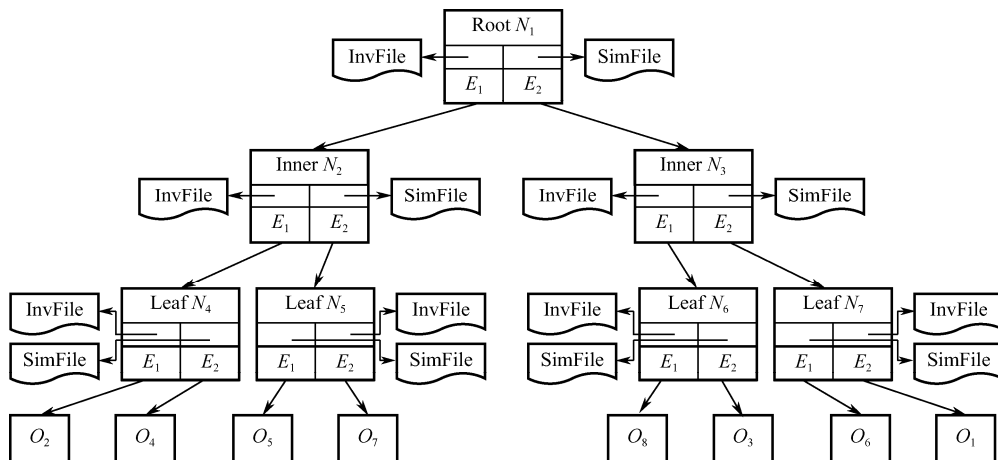 Root N₁
InvFile SimFile
E₁ E₂
Inner N₂ Inner N₃
InvFile SimFile InvFile SimFile
E₁ E₂ E₁ E₂
InvFile Leaf N₄ Leaf N₅ InvFile InvFile Leaf N₆ Leaf N₇ InvFile
SimFile E₁ E₂ E₁ E₂ SimFile SimFile E₁ E₂ E₁ E₂ SimFile
O₂ O₄ O₅ O₇ O₈ O₃ O₆ O₁